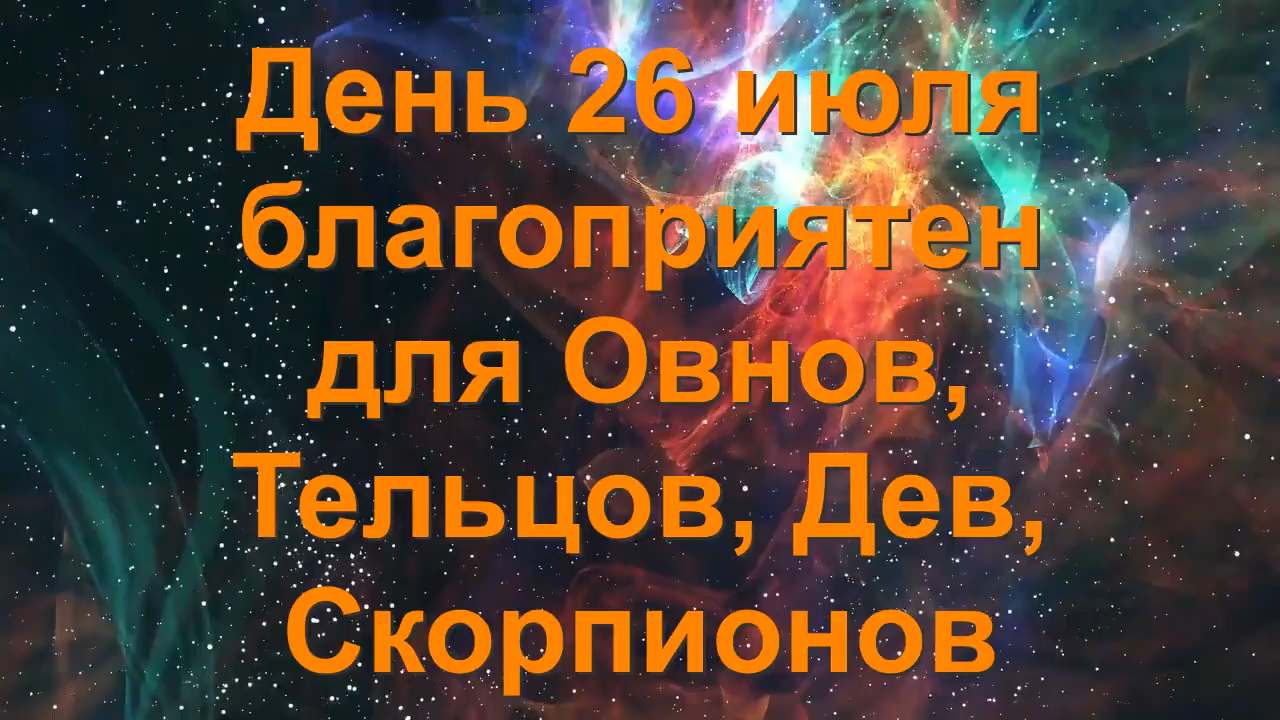 День 26 июля
благоприятен
для Овнов,
Тельцов, Дев,
Скорпионов